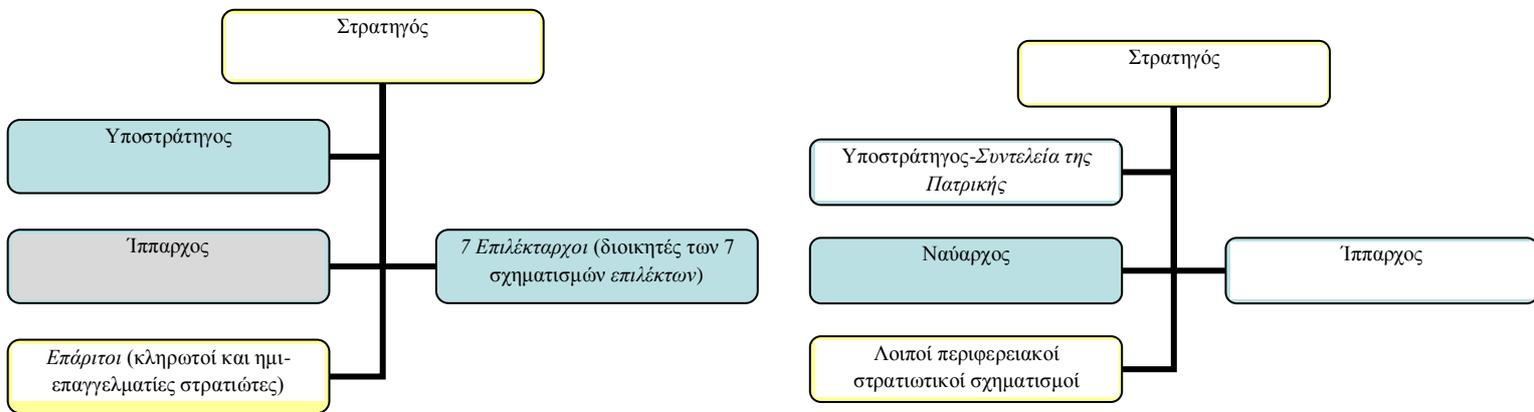 Στρατηγός
Υποστράτηγος
Ίππαρχος
7 Επιλέκταρχοι (διοικητές των 7
σχηματισμών επιλέκτων)
Επάριτοι (κληρωτοί και ημι-
επαγγελματίες στρατιώτες)
Στρατηγός
Υποστράτηγος-Συντελεία της
Πατρικής
Ναύαρχος
Ίππαρχος
Λοιποί περιφερειακοί
στρατιωτικοί σχηματισμοί